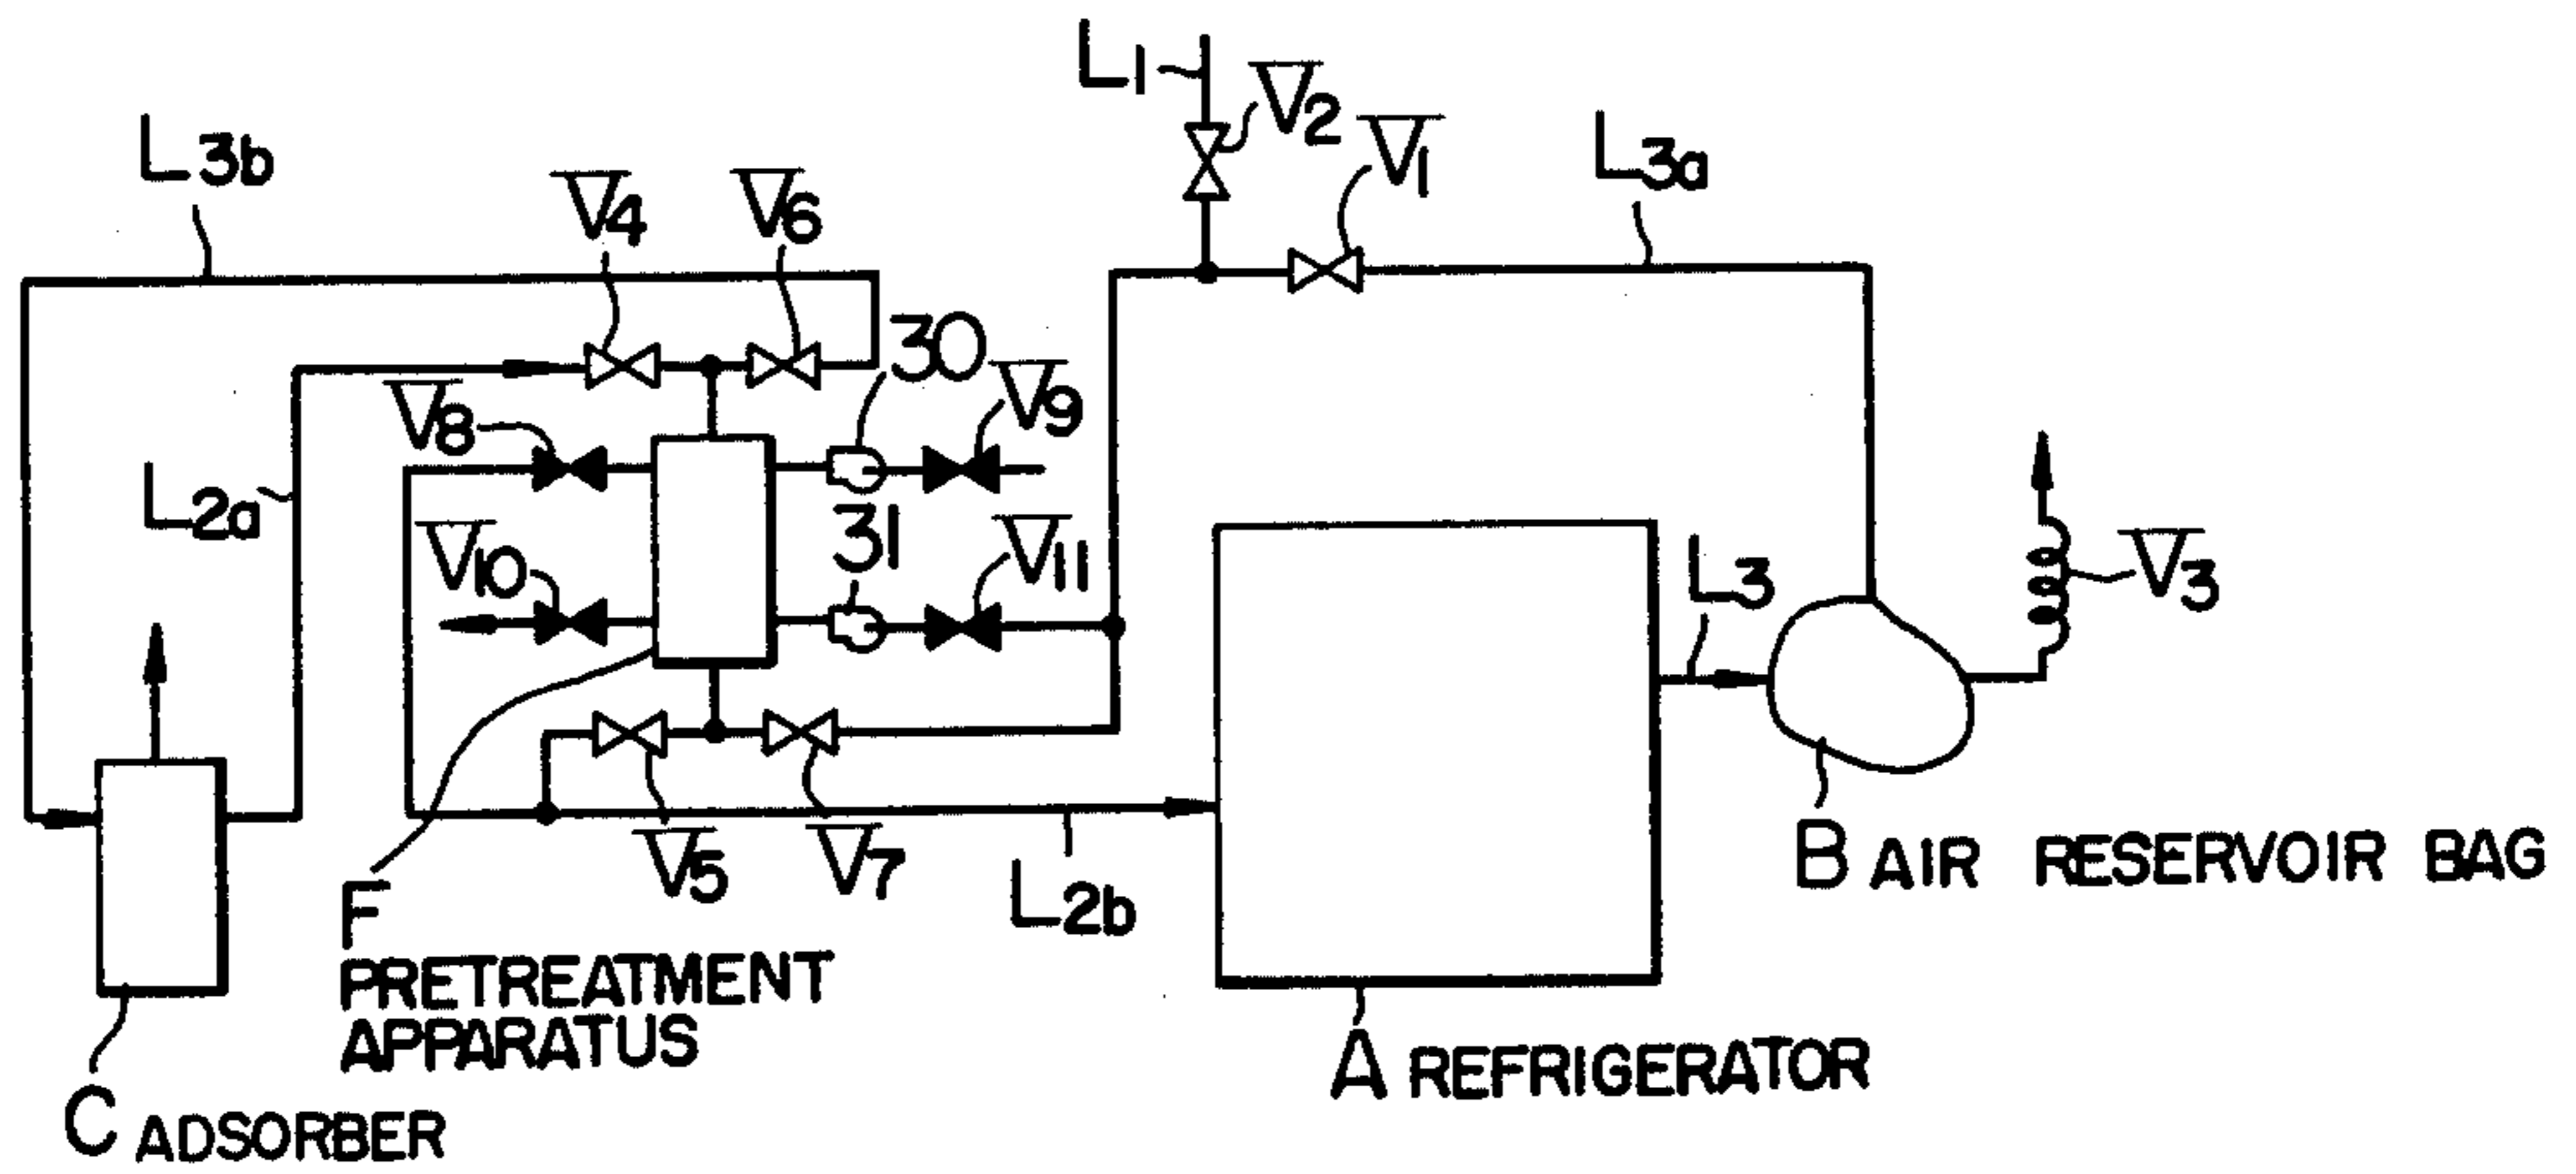 L1
V2
V1
L3a
L3b
V4
V6
30
V9
V8
L2a
31
V11
V10
L3
V3
V5
V7
L2b
B AIR RESERVOIR BAG
F
PRETREATMENT
APPARATUS
A REFRIGERATOR
C ADSORBER